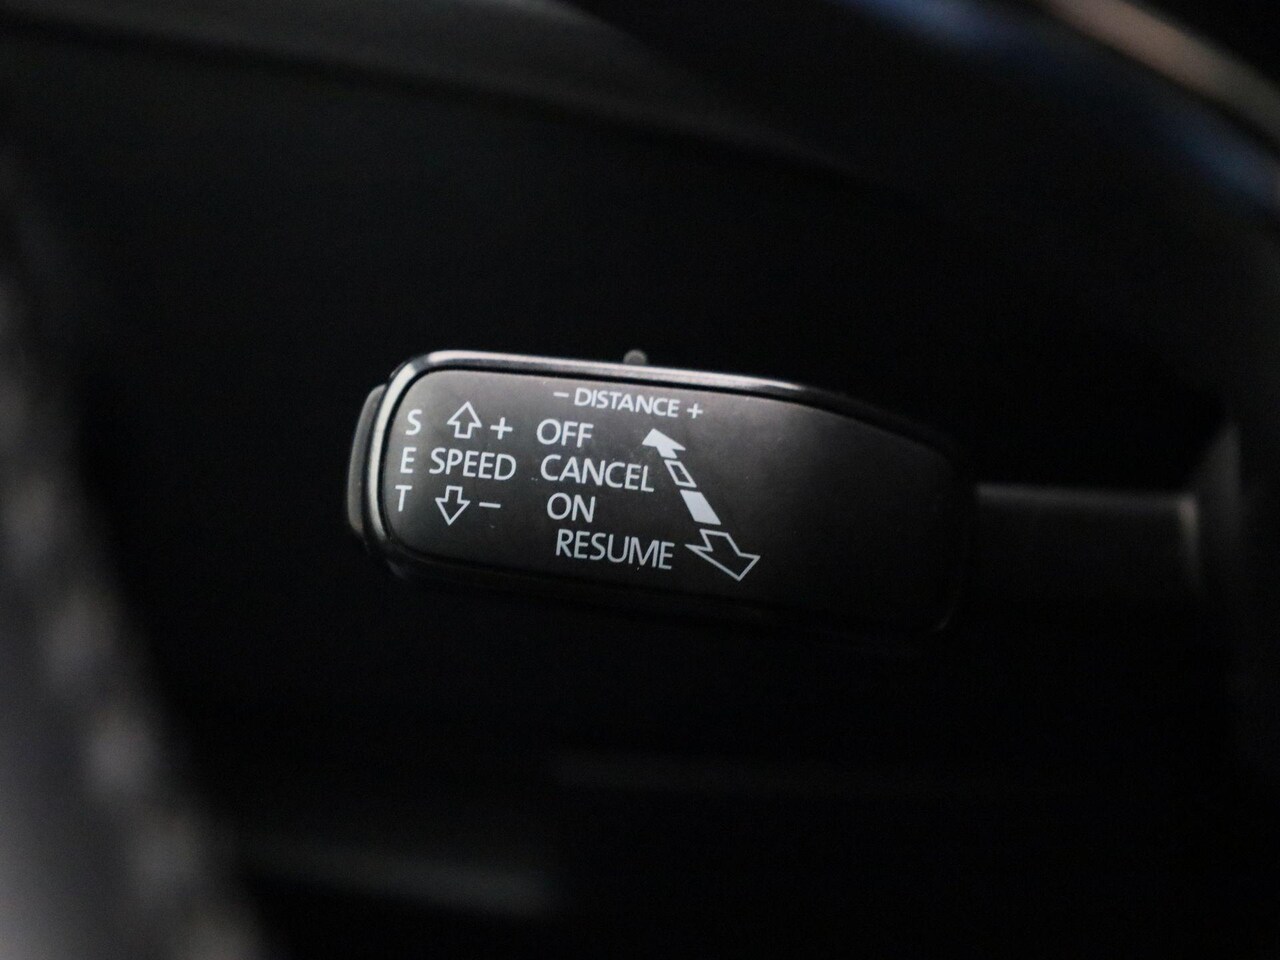 - DISTANCE +
S + OFF
E SPEED CANCEL
T - ON
RESUME